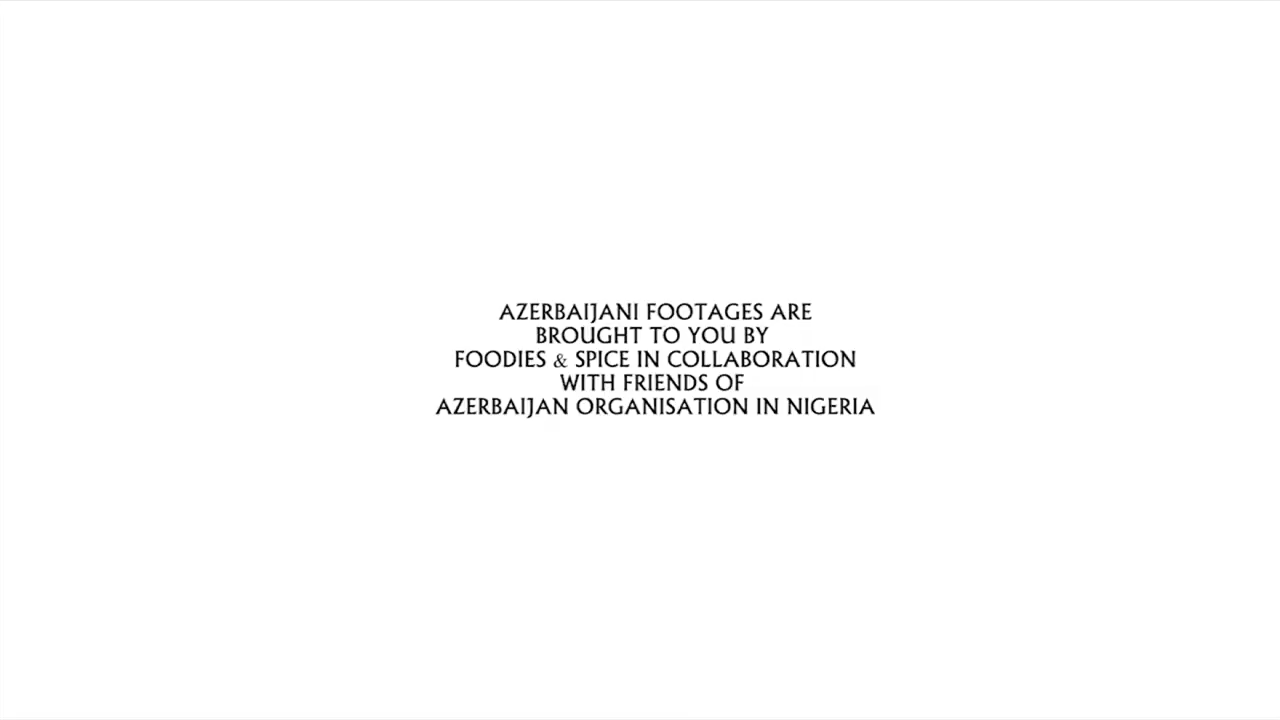 AZERBAIJANI FOOTAGES ARE
BROUGHT TO YOU BY
FOODIES & SPICE IN COLLABORATION
WITH FRIENDS OF
AZERBAIJAN ORGANISATION IN NIGERIA